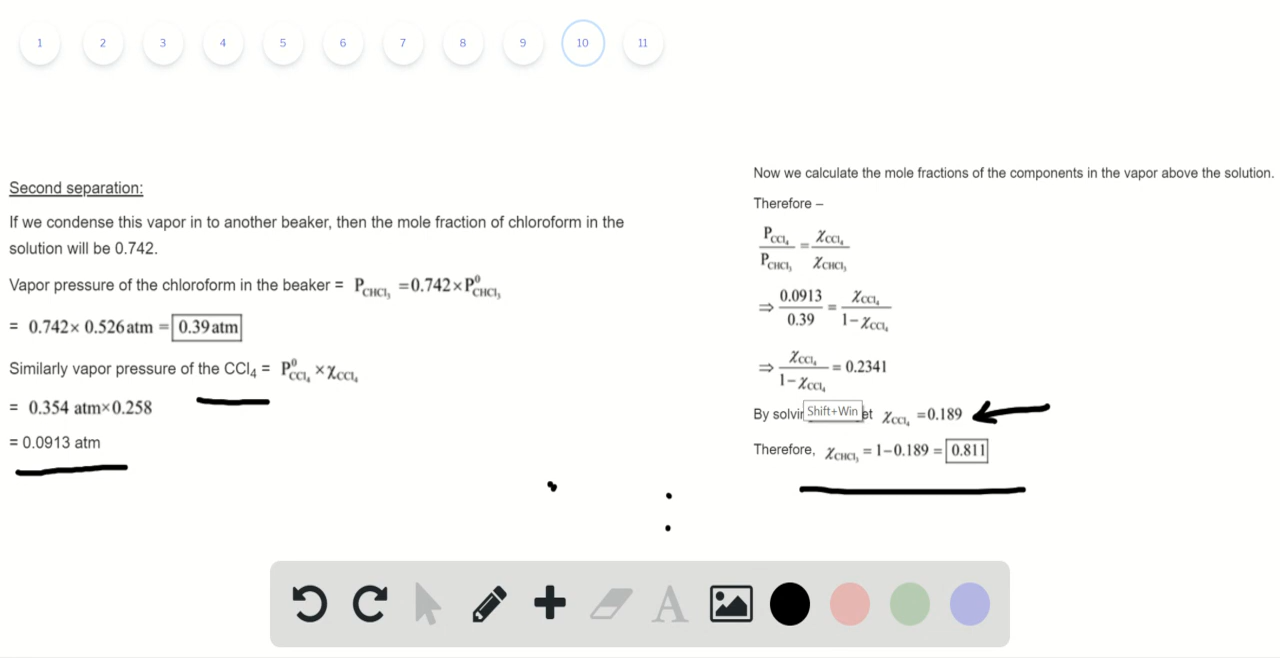 1 2 3 4 5 6 7 8 9 10 11
Second separation:
If we condense this vapor in to another beaker, then the mole fraction of chloroform in the
solution will be 0.742.
Vapor pressure of the chloroform in the beaker = P_CHCl₃ = 0.742 × P⁰_CHCl₃
= 0.742 × 0.526 atm = 0.39 atm
Similarly vapor pressure of the CCl₄ = P⁰_CCl₄ × χ_CCl₄
= 0.354 atm × 0.258
= 0.0913 atm
Now we calculate the mole fractions of the components in the vapor above the solution.
Therefore –
P_CCl₄ / P_CHCl₃ = χ_CCl₄ / χ_CHCl₃
⇒ 0.0913 / 0.39 = χ_CCl₄ / 1 − χ_CCl₄
⇒ χ_CCl₄ / 1 − χ_CCl₄ = 0.2341
By Shift+Win χ_CCl₄ = 0.189
Therefore, χ_CHCl₃ = 1 − 0.189 = 0.811
A